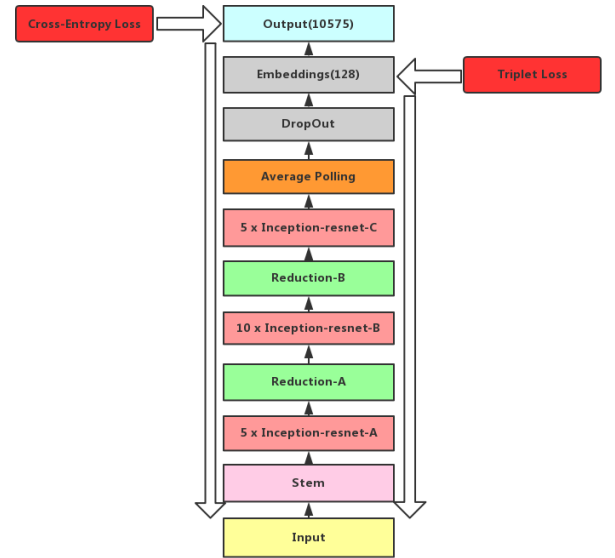 Cross-Entropy Loss
Output(10575)
Embeddings(128)
Triplet Loss
DropOut
Average Polling
5 x Inception-resnet-C
Reduction-B
10 x Inception-resnet-B
Reduction-A
5 x Inception-resnet-A
Stem
Input